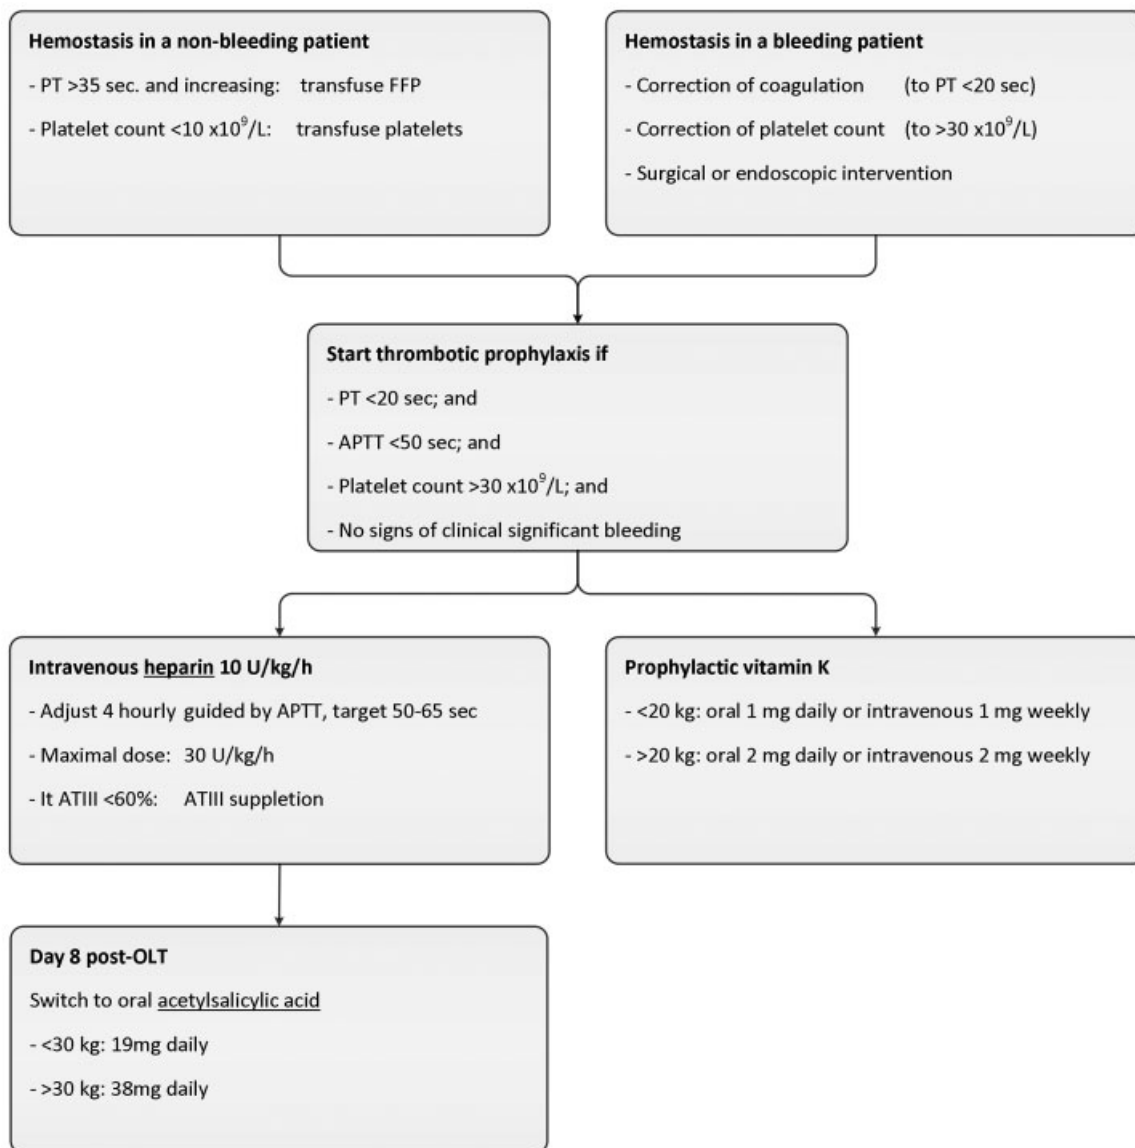 Hemostasis in a non-bleeding patient
- PT >35 sec. and increasing: transfuse FFP
- Platelet count <10 x10⁹/L: transfuse platelets
Hemostasis in a bleeding patient
- Correction of coagulation (to PT <20 sec)
- Correction of platelet count (to >30 x10⁹/L)
- Surgical or endoscopic intervention
Start thrombotic prophylaxis if
- PT <20 sec; and
- APTT <50 sec; and
- Platelet count >30 x10⁹/L; and
- No signs of clinical significant bleeding
Intravenous heparin 10 U/kg/h
- Adjust 4 hourly guided by APTT, target 50-65 sec
- Maximal dose: 30 U/kg/h
- It ATIII <60%: ATIII suppletion
Prophylactic vitamin K
- <20 kg: oral 1 mg daily or intravenous 1 mg weekly
- >20 kg: oral 2 mg daily or intravenous 2 mg weekly
Day 8 post-OLT
Switch to oral acetylsalicylic acid
- <30 kg: 19mg daily
- >30 kg: 38mg daily